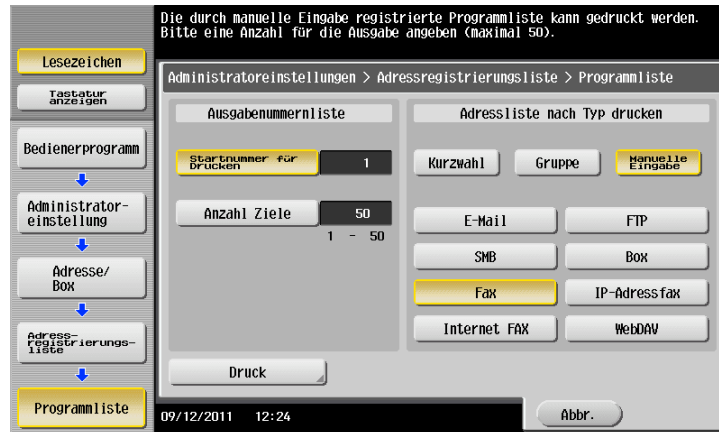 Die durch manuelle Eingabe registrierte Programmliste kann gedruckt werden.
Bitte eine Anzahl für die Ausgabe angeben (maximal 50).
Lesezeichen
Tastatur
anzeigen
Bedienerprogramm
Administrator-
einstellung
Adresse/
Box
Adress-
registrierungs-
liste
Programmliste
Administratoreinstellungen > Adressregistrierungsliste > Programmliste
Ausgabenummernliste
Startnummer für
Drucken
1
Anzahl Ziele
50
1 - 50
Druck
Adressliste nach Typ drucken
Kurzwahl
Gruppe
Manuelle
Eingabe
E-Mail
FTP
SMB
Box
Fax
IP-Adressfax
Internet FAX
WebDAV
09/12/2011 12:24
Abbr.